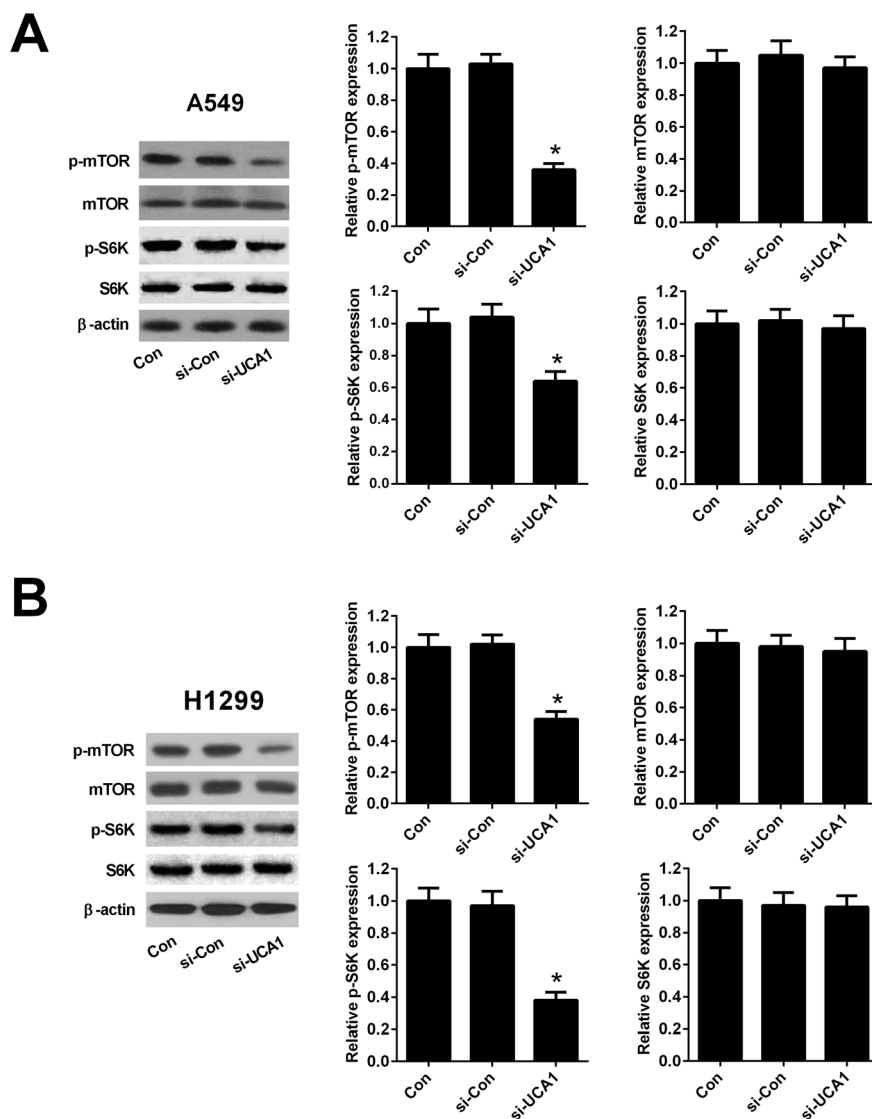 A
A549
p-mTOR
mTOR
p-S6K
S6K
β-actin
Con
si-Con
si-UCA1
Relative p-mTOR expression
1.2
1.0
0.8
0.6
0.4
0.2
0.0
*
Con
si-Con
si-UCA1
Relative mTOR expression
1.2
1.0
0.8
0.6
0.4
0.2
0.0
Con
si-Con
si-UCA1
Relative p-S6K expression
1.2
1.0
0.8
0.6
0.4
0.2
0.0
*
Con
si-Con
si-UCA1
Relative S6K expression
1.2
1.0
0.8
0.6
0.4
0.2
0.0
Con
si-Con
si-UCA1
B
H1299
p-mTOR
mTOR
p-S6K
S6K
β-actin
Con
si-Con
si-UCA1
Relative p-mTOR expression
1.2
1.0
0.8
0.6
0.4
0.2
0.0
*
Con
si-Con
si-UCA1
Relative mTOR expression
1.2
1.0
0.8
0.6
0.4
0.2
0.0
Con
si-Con
si-UCA1
Relative p-S6K expression
1.2
1.0
0.8
0.6
0.4
0.2
0.0
*
Con
si-Con
si-UCA1
Relative S6K expression
1.2
1.0
0.8
0.6
0.4
0.2
0.0
Con
si-Con
si-UCA1